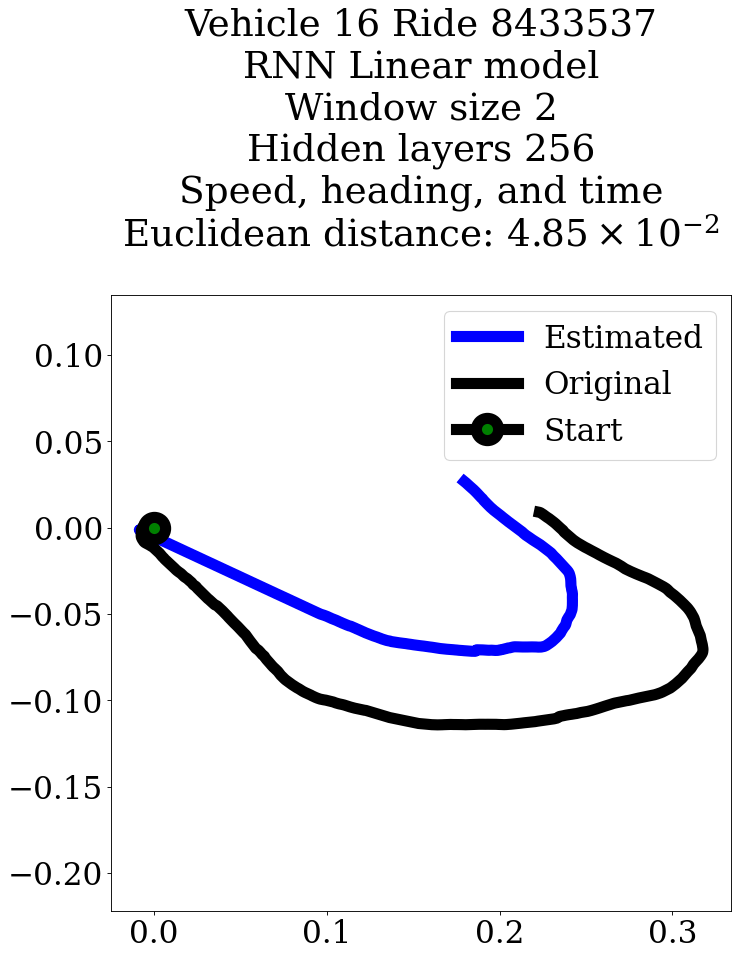 Vehicle 16 Ride 8433537
RNN Linear model
Window size 2
Hidden layers 256
Speed, heading, and time
Euclidean distance: 4.85 × 10⁻²
Estimated
Original
Start
0.10
0.05
0.00
−0.05
−0.10
−0.15
−0.20
0.0 0.1 0.2 0.3